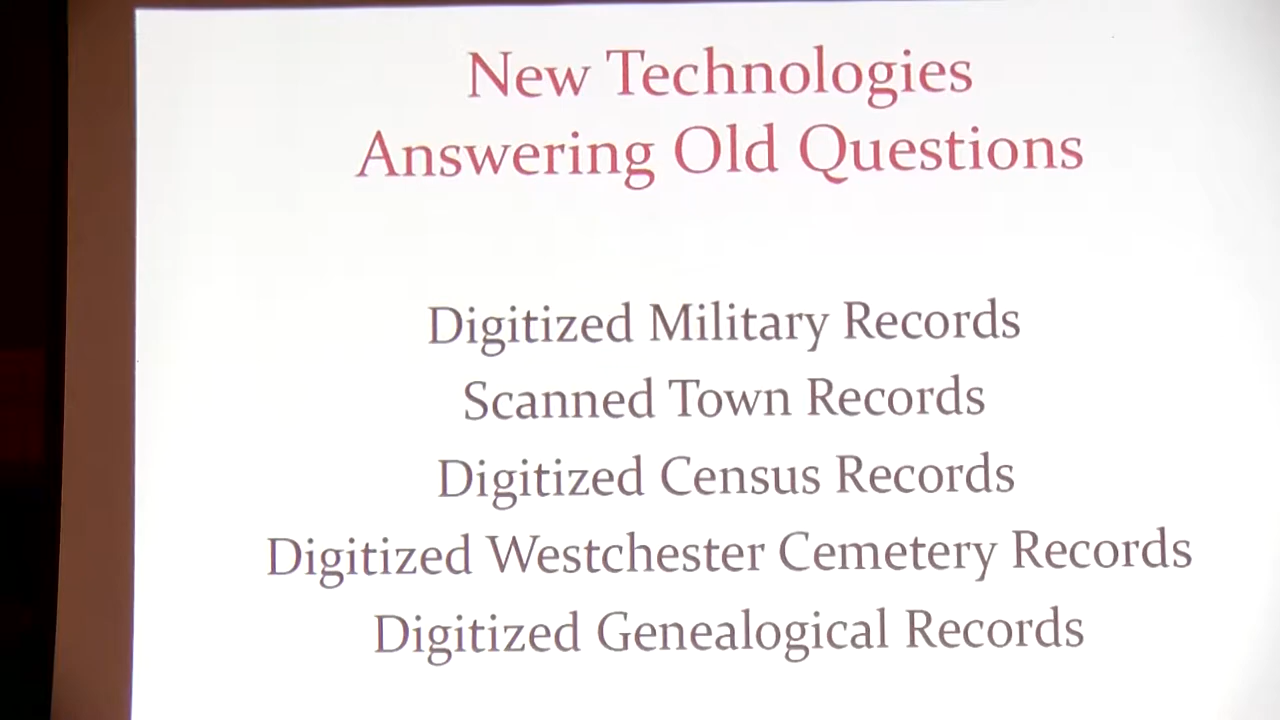 New Technologies
Answering Old Questions
Digitized Military Records
Scanned Town Records
Digitized Census Records
Digitized Westchester Cemetery Records
Digitized Genealogical Records